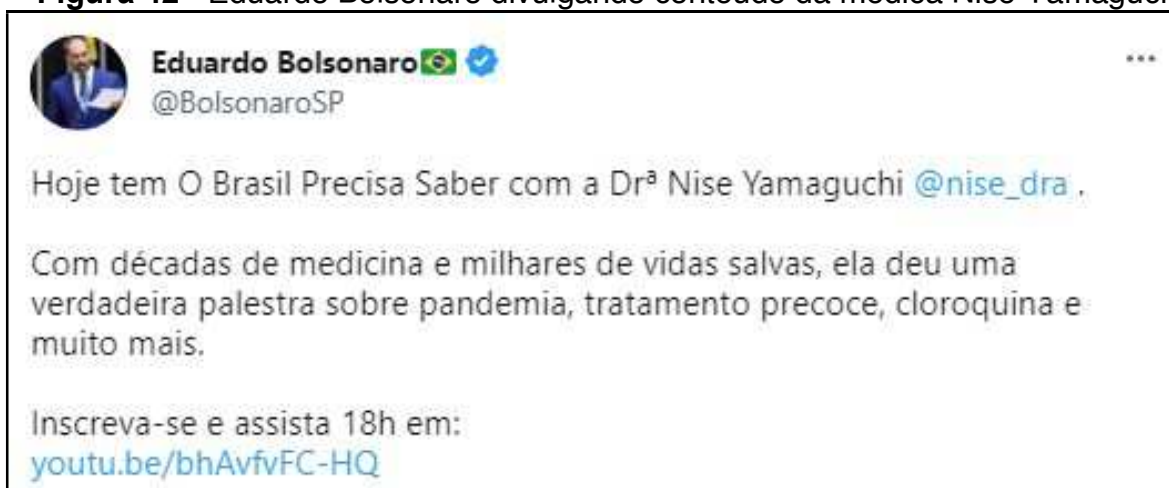 Eduardo Bolsonaro divulgando conteúdo da médica Nise Yamaguchi
Eduardo Bolsonaro
@BolsonaroSP
Hoje tem O Brasil Precisa Saber com a Drª Nise Yamaguchi @nise_dra .
Com décadas de medicina e milhares de vidas salvas, ela deu uma
verdadeira palestra sobre pandemia, tratamento precoce, cloroquina e
muito mais.
Inscreva-se e assista 18h em:
youtu.be/bhAvfvFC-HQ